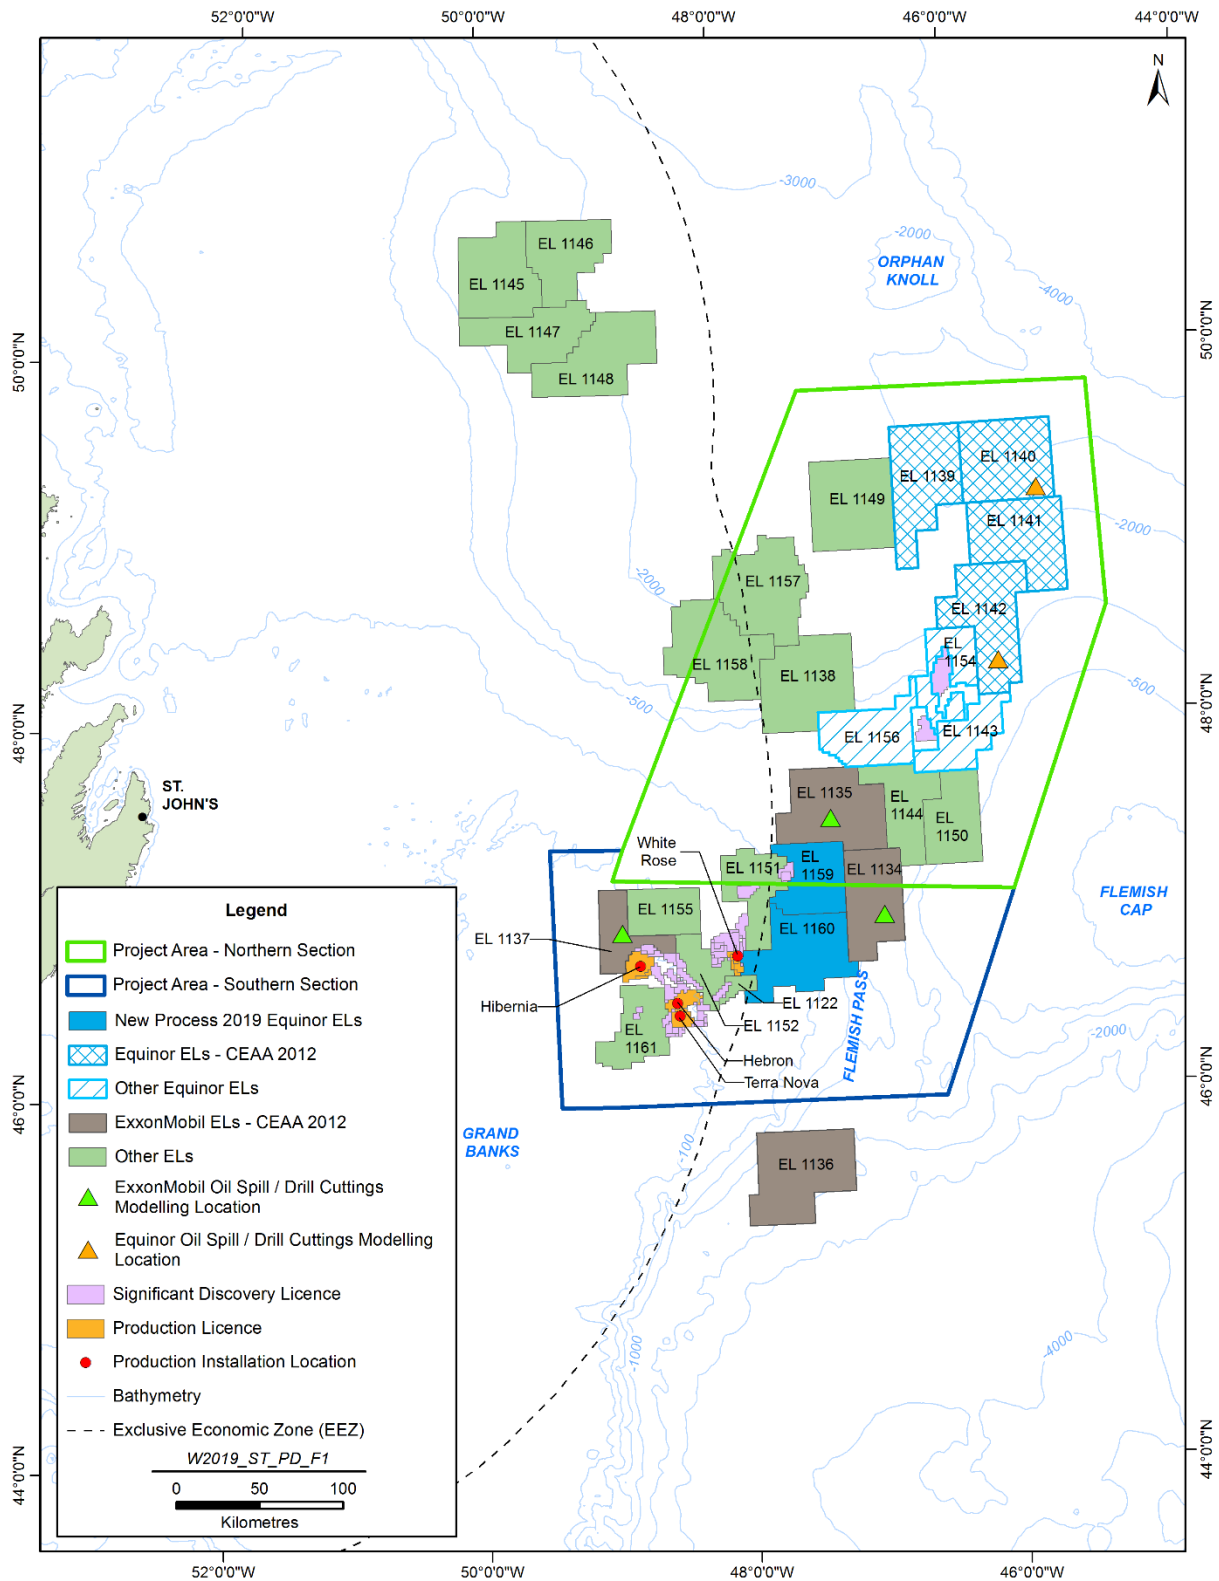 52°0'0"W
50°0'0"W
48°0'0"W
46°0'0"W
44°0'0"W
N
-3000
-2000
ORPHAN
KNOLL
-4000
EL 1146
EL 1145
EL 1147
EL 1148
50°0'0"N
50°0'0"N
EL 1139
EL 1140
EL 1149
EL 1141
-2000
-2000
EL 1157
EL 1142
EL
1154
EL 1158
EL 1138
-500
-500
48°0'0"N
48°0'0"N
EL 1156
EL 1143
ST.
JOHN'S
EL 1135
EL
1144
EL
1150
White
Rose
EL 1151
EL
1159
EL 1134
FLEMISH
CAP
EL 1155
EL 1137
EL 1160
Hibernia
EL 1122
EL 1152
EL
1161
FLEMISH PASS
Hebron
Terra Nova
-2000
46°0'0"N
46°0'0"N
GRAND
BANKS
-100
EL 1136
-1000
-4000
44°0'0"N
44°0'0"N
Legend
Project Area - Northern Section
Project Area - Southern Section
New Process 2019 Equinor ELs
Equinor ELs - CEAA 2012
Other Equinor ELs
ExxonMobil ELs - CEAA 2012
Other ELs
ExxonMobil Oil Spill / Drill Cuttings
Modelling Location
Equinor Oil Spill / Drill Cuttings Modelling
Location
Significant Discovery Licence
Production Licence
Production Installation Location
Bathymetry
Exclusive Economic Zone (EEZ)
W2019_ST_PD_F1
0 50 100
Kilometres
52°0'0"W
50°0'0"W
48°0'0"W
46°0'0"W